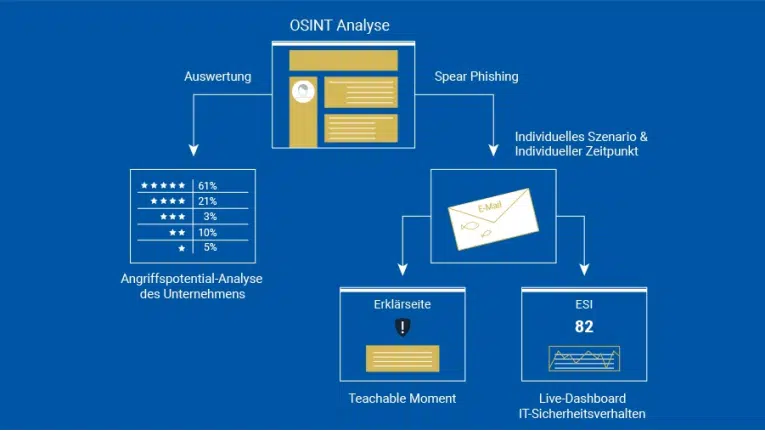 OSINT Analyse
Auswertung
Spear Phishing
Individuelles Szenario &
Individueller Zeitpunkt
61%
21%
3%
10%
5%
E-Mail
Angriffspotential-Analyse
des Unternehmens
Erklärseite
ESI
82
Teachable Moment
Live-Dashboard
IT-Sicherheitsverhalten